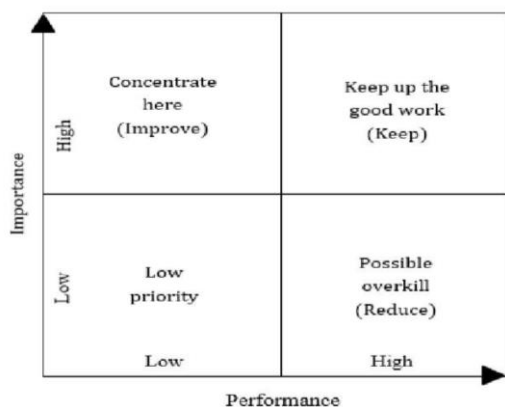 Concentrate
here
(Improve)
Keep up the
good work
(Keep)
High
Importance
Low
priority
Possible
overkill
(Reduce)
Low
Low
High
Performance